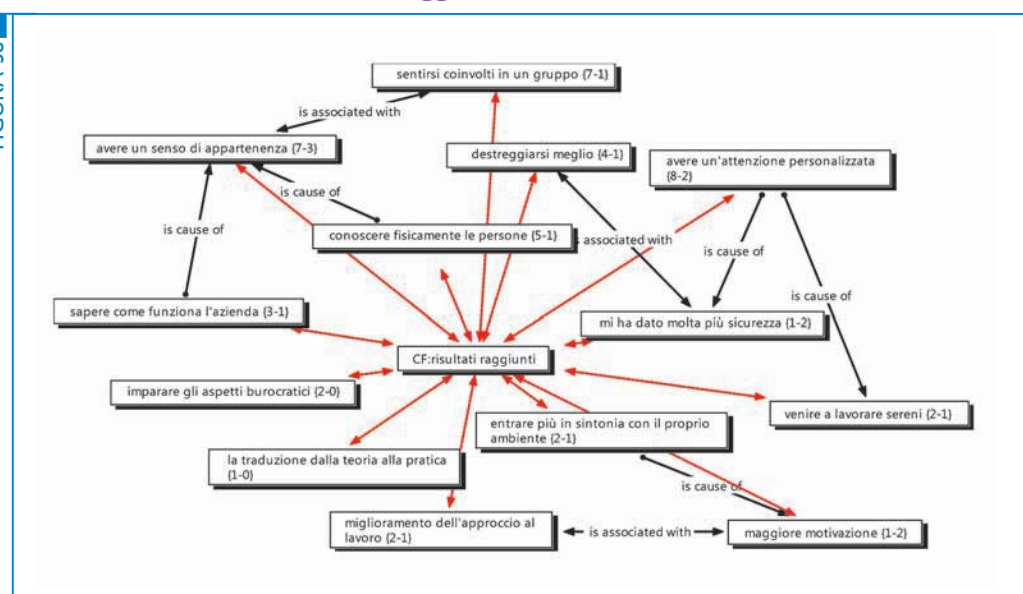 sentirsi coinvolti in un gruppo {7-1}
is associated with
avere un senso di appartenenza {7-3}
destreggiarsi meglio {4-1}
avere un'attenzione personalizzata
{8-2}
is cause of
is cause of
conoscere fisicamente le persone {5-1}
associated with
is cause of
is cause of
sapere come funziona l'azienda {3-1}
mi ha dato molta più sicurezza {1-2}
CF:risultati raggiunti
imparare gli aspetti burocratici {2-0}
venire a lavorare sereni {2-1}
entrare più in sintonia con il proprio
ambiente {2-1}
la traduzione dalla teoria alla pratica
{1-0}
is cause of
miglioramento dell'approccio al
lavoro {2-1}
is associated with
maggiore motivazione {1-2}